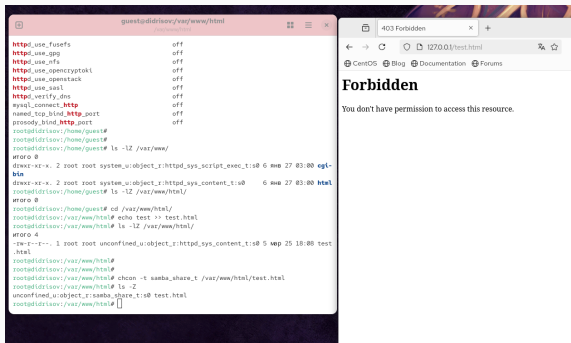 guest@didrisov:/var/www/html
/var/www/html
httpd_use_fusefs off
httpd_use_gpg off
httpd_use_nfs off
httpd_use_opencryptoki off
httpd_use_openstack off
httpd_use_sasl off
httpd_verify_dns off
mysql_connect_http off
named_tcp_bind_http_port off
prosody_bind_http_port off
root@didrisov:/home/guest#
root@didrisov:/home/guest# ls -lZ /var/www/
итого 0
drwxr-xr-x. 2 root root system_u:object_r:httpd_sys_script_exec_t:s0 6 янв 27 03:00 cgi-
bin
drwxr-xr-x. 2 root root system_u:object_r:httpd_sys_content_t:s0 6 янв 27 03:00 html
root@didrisov:/home/guest# ls -lZ /var/www/html/
итого 0
root@didrisov:/home/guest# cd /var/www/html/
root@didrisov:/var/www/html# echo test >> test.html
root@didrisov:/var/www/html# ls -lZ /var/www/html/
итого 4
-rw-r--r--. 1 root root unconfined_u:object_r:httpd_sys_content_t:s0 5 мар 25 18:08 test
.html
root@didrisov:/var/www/html#
root@didrisov:/var/www/html#
root@didrisov:/var/www/html# chcon -t samba_share_t /var/www/html/test.html
root@didrisov:/var/www/html# ls -Z
unconfined_u:object_r:samba_share_t:s0 test.html
root@didrisov:/var/www/html#
403 Forbidden
127.0.0.1/test.html
CentOS Blog Documentation Forums
Forbidden
You don't have permission to access this resource.